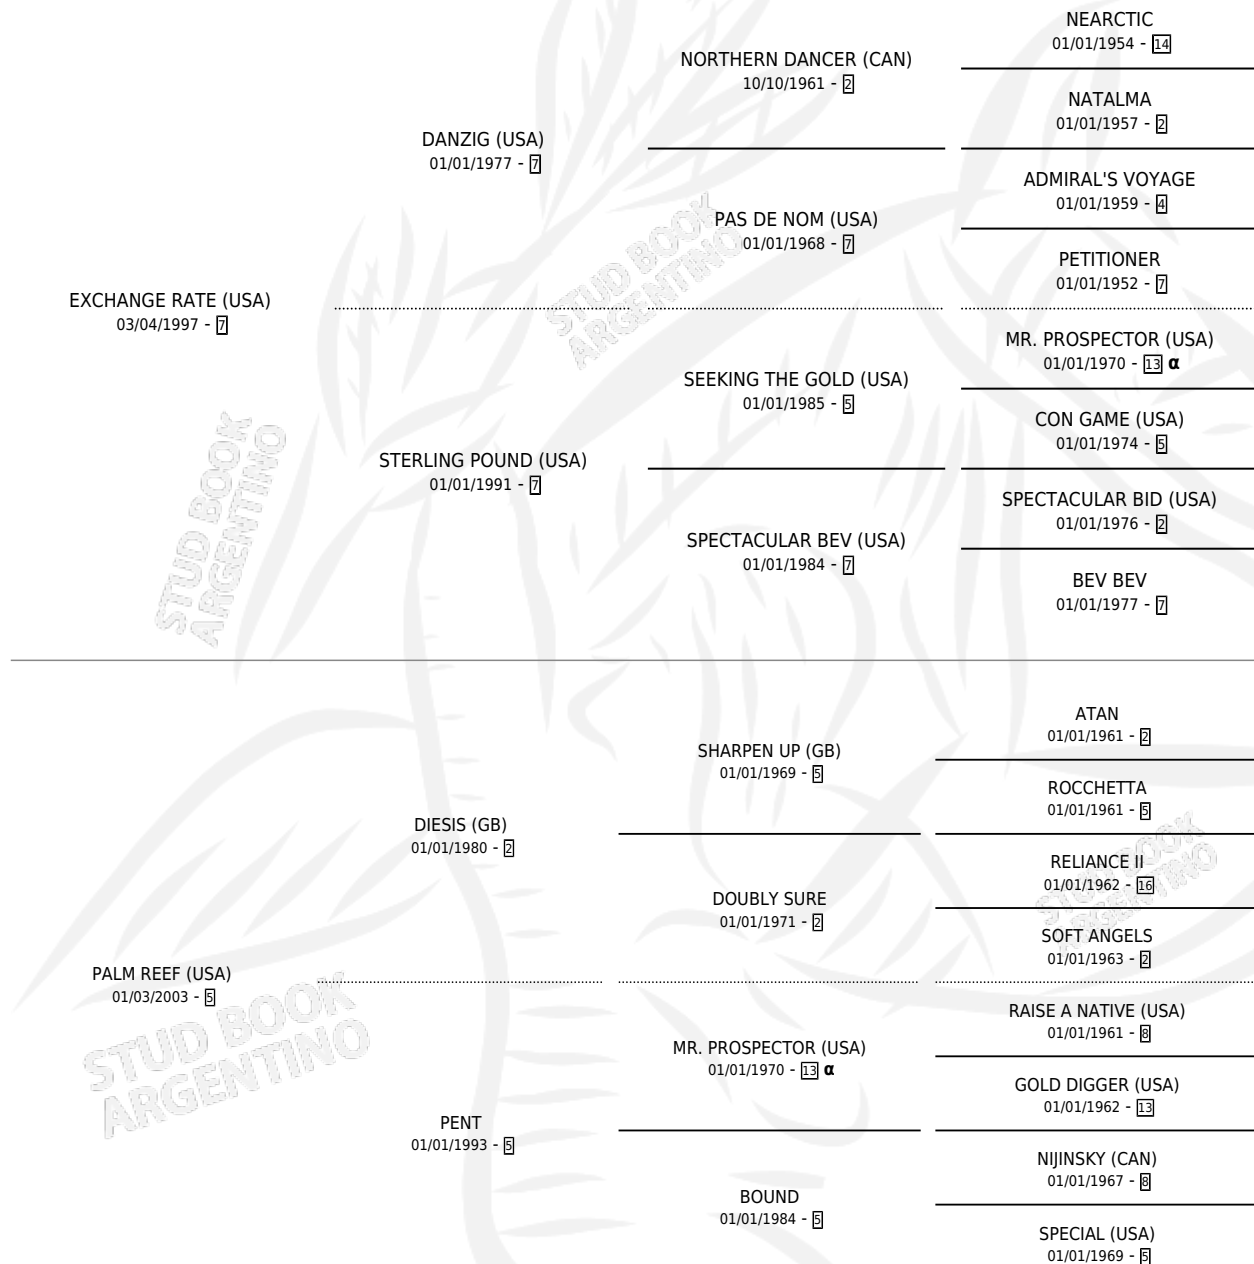 NEARCTIC
01/01/1954 - 14
NORTHERN DANCER (CAN)
10/10/1961 - 2
NATALMA
01/01/1957 - 2
DANZIG (USA)
01/01/1977 - 7
ADMIRAL'S VOYAGE
01/01/1959 - 4
PAS DE NOM (USA)
01/01/1968 - 7
PETITIONER
01/01/1952 - 7
EXCHANGE RATE (USA)
03/04/1997 - 7
MR. PROSPECTOR (USA)
01/01/1970 - 13 α
SEEKING THE GOLD (USA)
01/01/1985 - 5
CON GAME (USA)
01/01/1974 - 5
STERLING POUND (USA)
01/01/1991 - 7
SPECTACULAR BID (USA)
01/01/1976 - 2
SPECTACULAR BEV (USA)
01/01/1984 - 7
BEV BEV
01/01/1977 - 7
ATAN
01/01/1961 - 2
SHARPEN UP (GB)
01/01/1969 - 5
ROCCHETTA
01/01/1961 - 5
DIESIS (GB)
01/01/1980 - 2
RELIANCE II
01/01/1962 - 16
DOUBLY SURE
01/01/1971 - 2
SOFT ANGELS
01/01/1963 - 2
PALM REEF (USA)
01/03/2003 - 5
RAISE A NATIVE (USA)
01/01/1961 - 8
MR. PROSPECTOR (USA)
01/01/1970 - 13 α
GOLD DIGGER (USA)
01/01/1962 - 13
PENT
01/01/1993 - 5
NIJINSKY (CAN)
01/01/1967 - 8
BOUND
01/01/1984 - 5
SPECIAL (USA)
01/01/1969 - 5
STUD BOOK
ARGENTINO
STUD BOOK
ARGENTINO
STUD BOOK
ARGENTINO
STUD BOOK
ARGENTINO